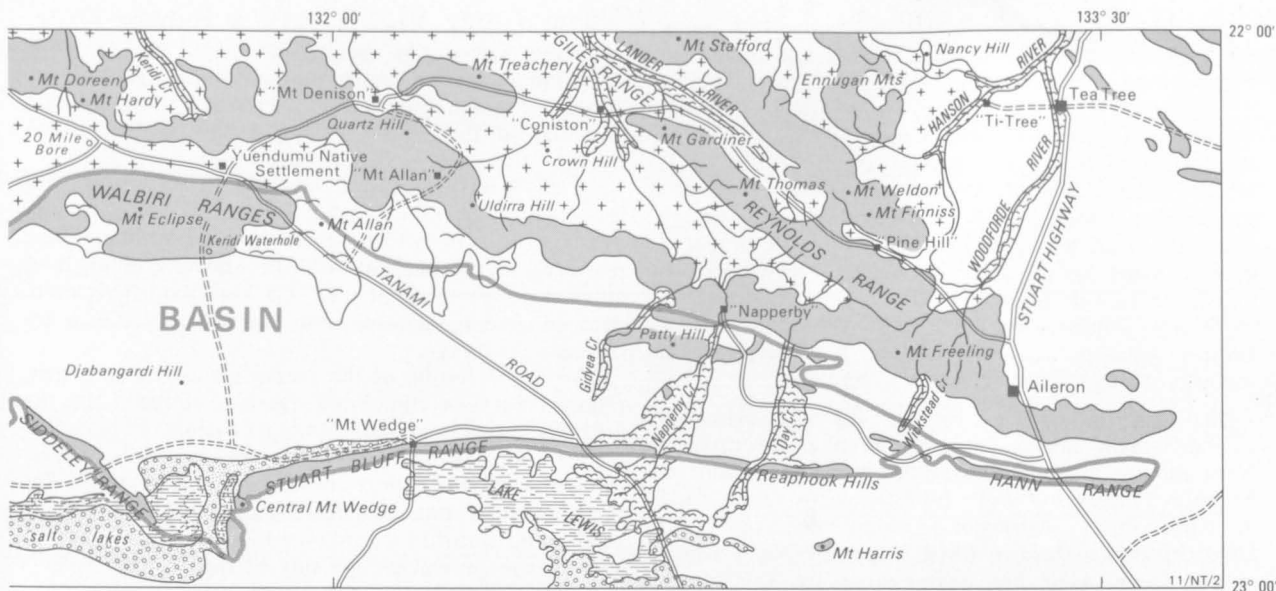 132° 00'
133° 30'
22° 00'
Mt Doreen
Mt Hardy
Keridi Cr
20 Mile
Bore
"Mt Denison"
Mt Treachery
GILES RANGE
LANDER RIVER
Mt Stafford
Nancy Hill
Ennugan Mts
HANSON RIVER
Tea Tree
"Ti-Tree"
Quartz Hill
"Coniston"
Crown Hill
Mt Gardiner
Yuendumu Native
Settlement
"Mt Allan"
Uldirra Hill
Mt Thomas
Mt Weldon
Mt Finniss
"Pine Hill"
WOODFORDE RIVER
STUART HIGHWAY
WALBIRI RANGES
Mt Eclipse
Keridi Waterhole
Mt Allan
REYNOLDS RANGE
TANAMI ROAD
BASIN
"Napperby"
Patty Hill
Gidyea Cr
Mt Freeling
Djabangardi Hill
Napperby Cr
Day Cr
Wickstead Cr
Aileron
SIDDELEY RANGE
"Mt Wedge"
STUART BLUFF RANGE
Reaphook Hills
HANN RANGE
Central Mt Wedge
LAKE LEWIS
salt lakes
Mt Harris
11/NT/2
23° 00'